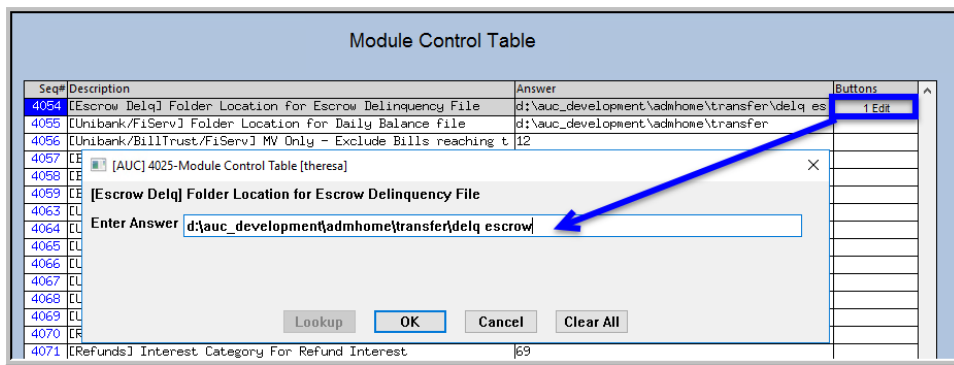 Module Control Table
Seq# Description Answer Buttons
4054 [Escrow Delq] Folder Location for Escrow Delinquency File d:\auc_development\admhome\transfer\delq es 1 Edit
4055 [Unibank/FiServ] Folder Location for Daily Balance file d:\auc_development\admhome\transfer
4056 [Unibank/BillTrust/FiServ] MV Only - Exclude Bills reaching t 12
4057 [E
4058 [E
4059 [E
4063 [U
4064 [U
4065 [U
4066 [U
4067 [U
4068 [U
4069 [U
4070 [R
[AUC] 4025-Module Control Table [theresa]
[Escrow Delq] Folder Location for Escrow Delinquency File
Enter Answer d:\auc_development\admhome\transfer\delq escrow
Lookup OK Cancel Clear All
4071 [Refunds] Interest Category For Refund Interest 69